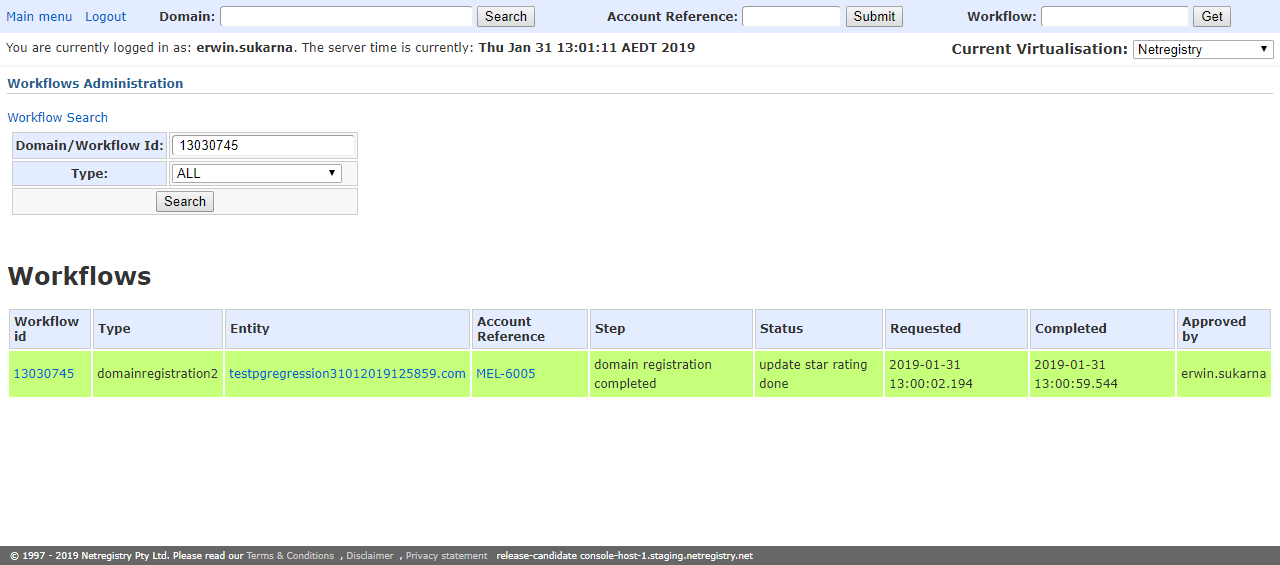 Main menu Logout Domain: Search Account Reference: Submit Workflow: Get
You are currently logged in as: erwin.sukarna. The server time is currently: Thu Jan 31 13:01:11 AEDT 2019 Current Virtualisation: Netregistry
Workflows Administration
Workflow Search
Domain/Workflow Id: 13030745
Type: ALL
Search
Workflows
Workflow id Type Entity Account Reference Step Status Requested Completed Approved by
13030745 domainregistration2 testpgregression31012019125859.com MEL-6005 domain registration completed update star rating done 2019-01-31 13:00:02.194 2019-01-31 13:00:59.544 erwin.sukarna
© 1997 - 2019 Netregistry Pty Ltd. Please read our Terms & Conditions , Disclaimer , Privacy statement release-candidate console-host-1.staging.netregistry.net